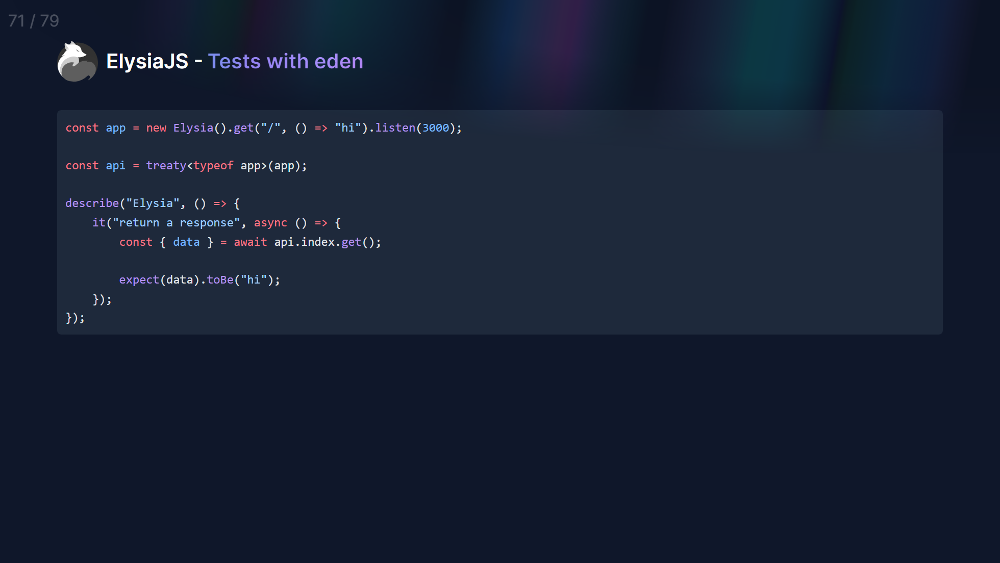 71 / 79
ElysiaJS - Tests with eden
const app = new Elysia().get("/", () => "hi").listen(3000);
const api = treaty<typeof app>(app);
describe("Elysia", () => {
    it("return a response", async () => {
        const { data } = await api.index.get();
        expect(data).toBe("hi");
    });
});